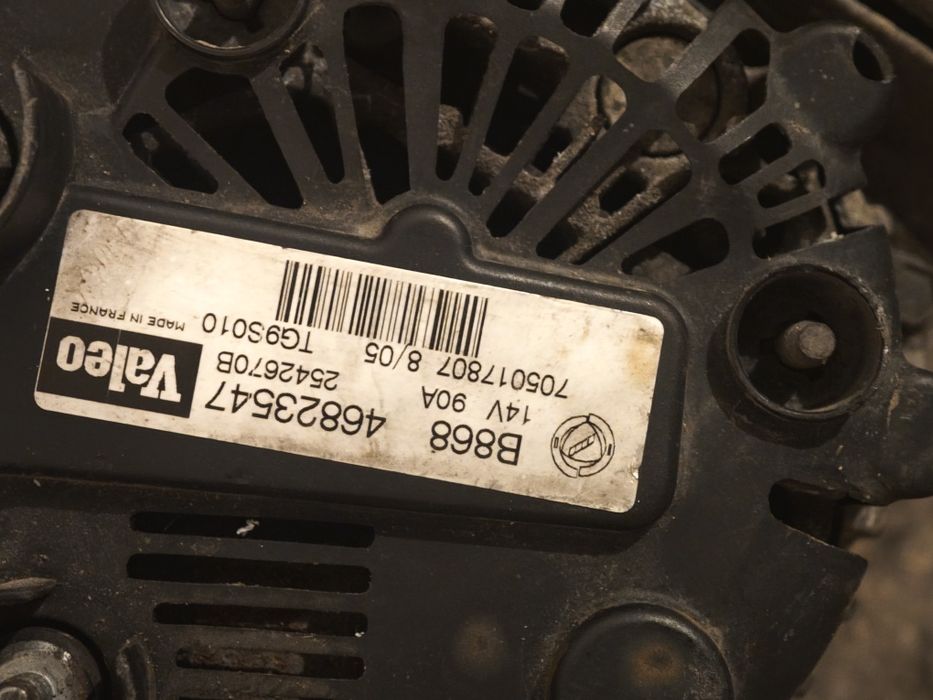 B868 46823547
14V 90A 2542670B
Valeo
705017807 8/05 TG9S010
MADE IN FRANCE